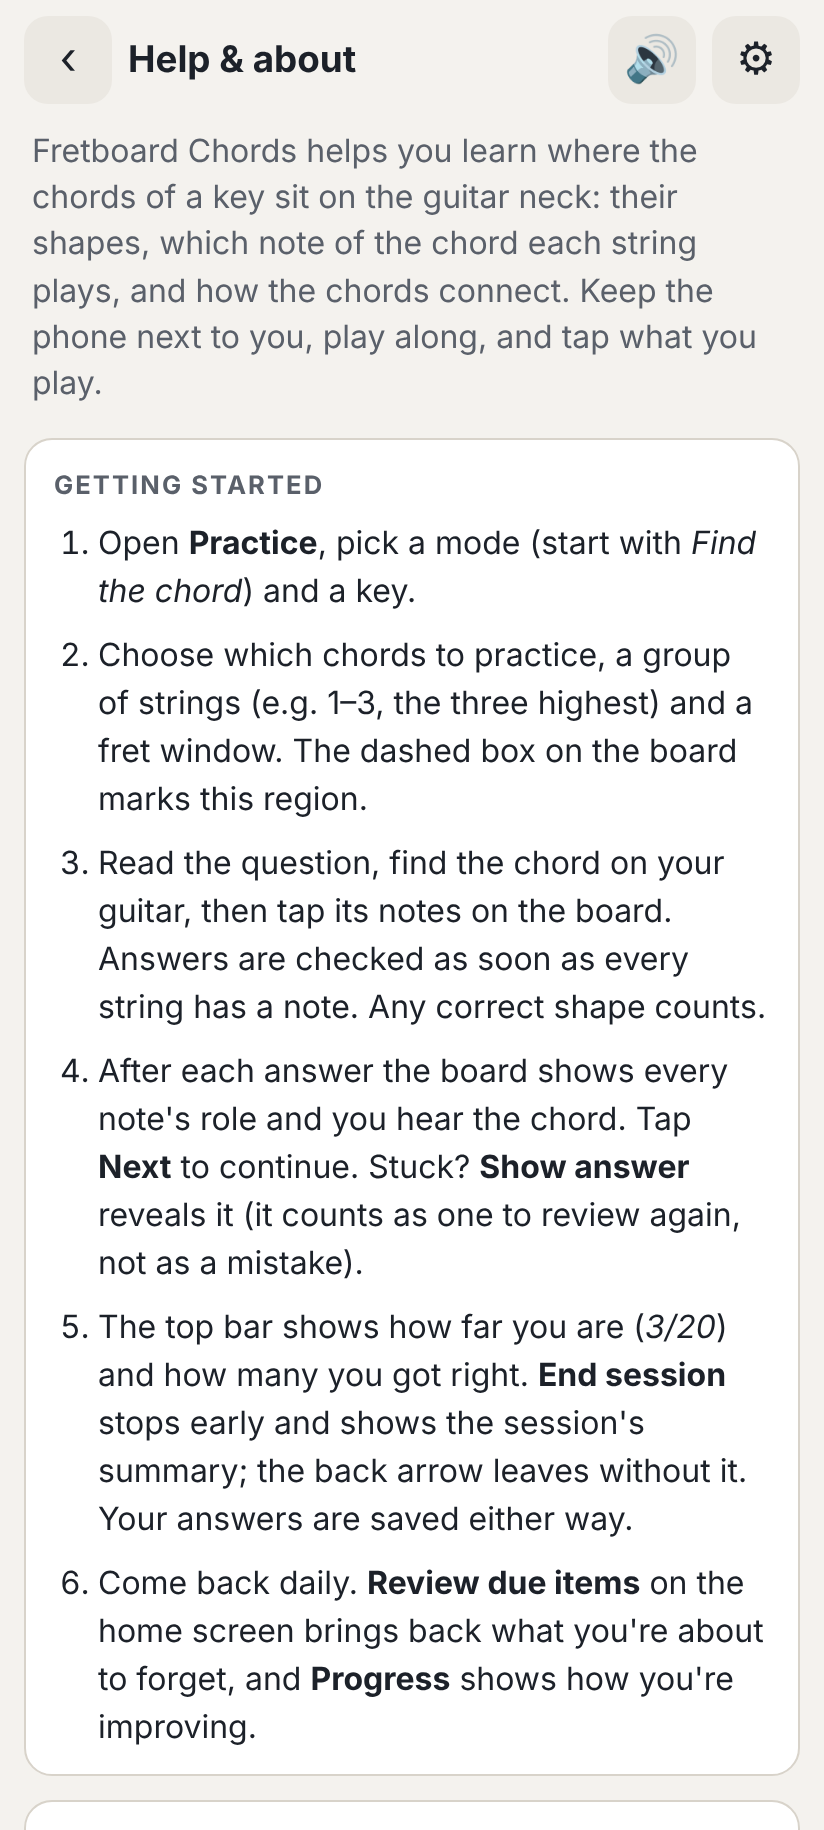 Help & about
Fretboard Chords helps you learn where the
chords of a key sit on the guitar neck: their
shapes, which note of the chord each string
plays, and how the chords connect. Keep the
phone next to you, play along, and tap what you
play.
GETTING STARTED
1. Open Practice, pick a mode (start with Find
the chord) and a key.
2. Choose which chords to practice, a group
of strings (e.g. 1–3, the three highest) and a
fret window. The dashed box on the board
marks this region.
3. Read the question, find the chord on your
guitar, then tap its notes on the board.
Answers are checked as soon as every
string has a note. Any correct shape counts.
4. After each answer the board shows every
note's role and you hear the chord. Tap
Next to continue. Stuck? Show answer
reveals it (it counts as one to review again,
not as a mistake).
5. The top bar shows how far you are (3/20)
and how many you got right. End session
stops early and shows the session's
summary; the back arrow leaves without it.
Your answers are saved either way.
6. Come back daily. Review due items on the
home screen brings back what you're about
to forget, and Progress shows how you're
improving.